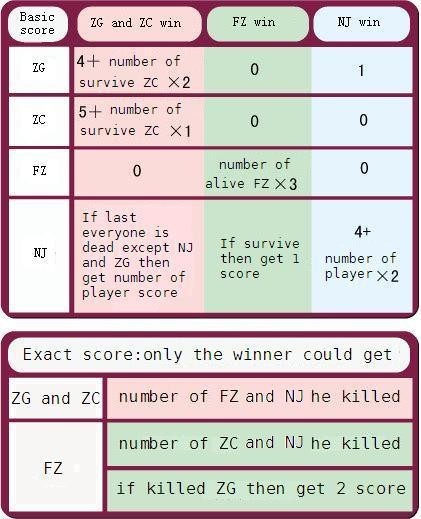 Basic score
ZG and ZC win
FZ win
NJ win
ZG
4+ number of
survive ZC ×2
0
1
ZC
5+ number of
survive ZC ×1
0
0
FZ
0
number of
alive FZ×3
0
NJ
If last
everyone is
dead except NJ
and ZG then
get number of
player score
If survive
then get 1
score
4+
number of
player×2
Exact score:only the winner could get
ZG and ZC
number of FZ and NJ he killed
FZ
number of ZC and NJ he killed
if killed ZG then get 2 score